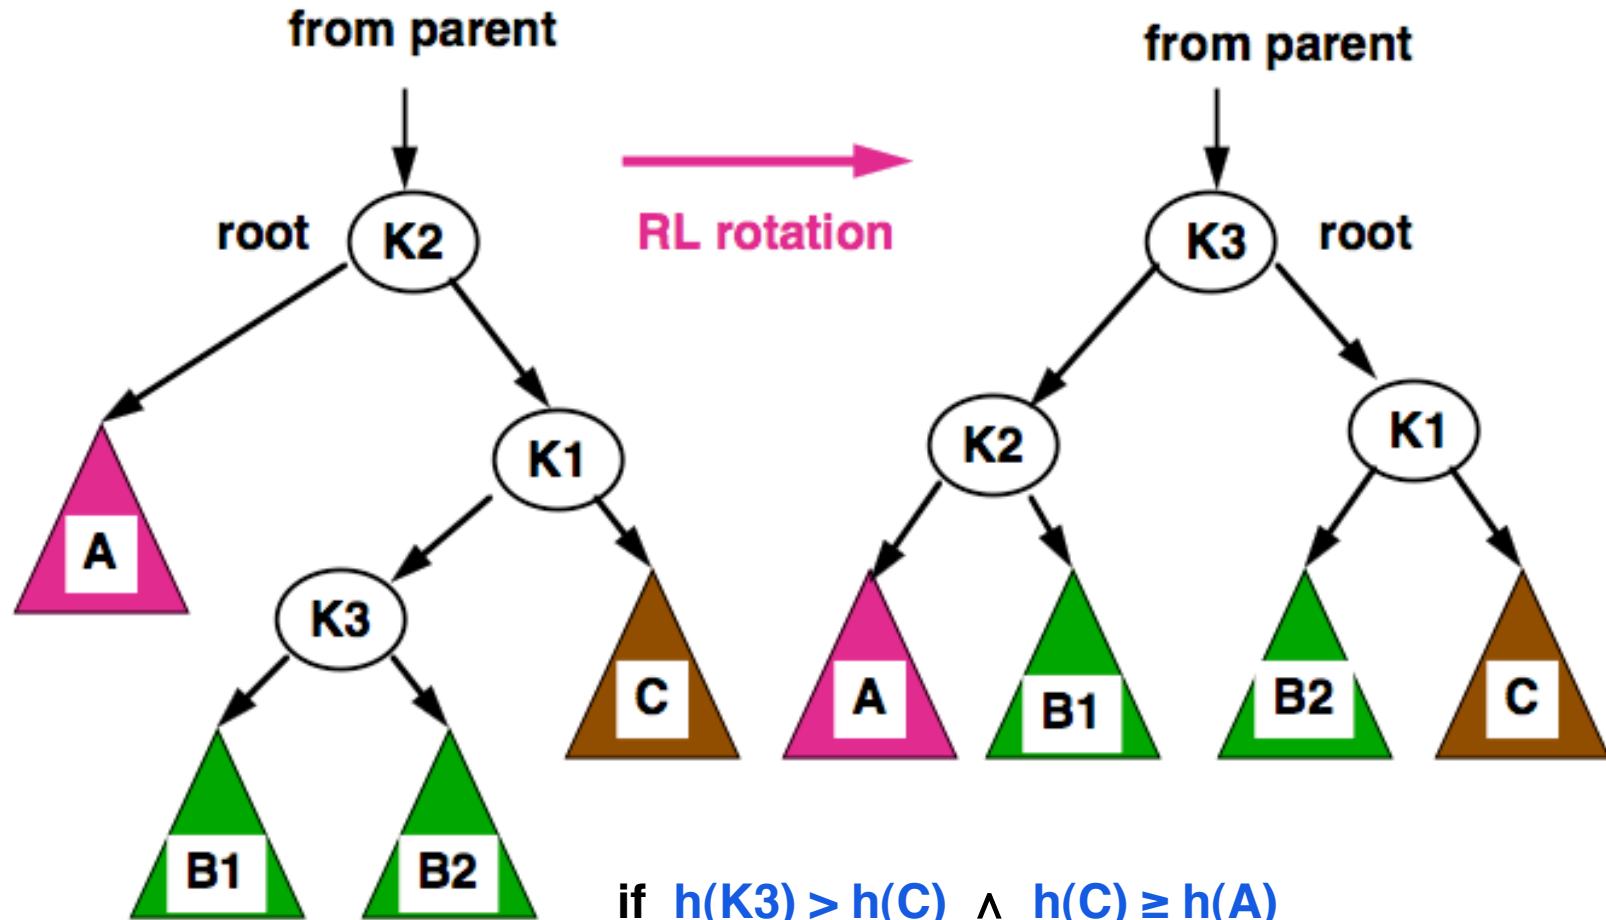 from parent
from parent
root
K2
RL rotation
K3
root
K1
K2
K1
A
K3
C
A
B1
B2
C
B1
B2
if h(K3) > h(C) ∧ h(C) ≥ h(A)